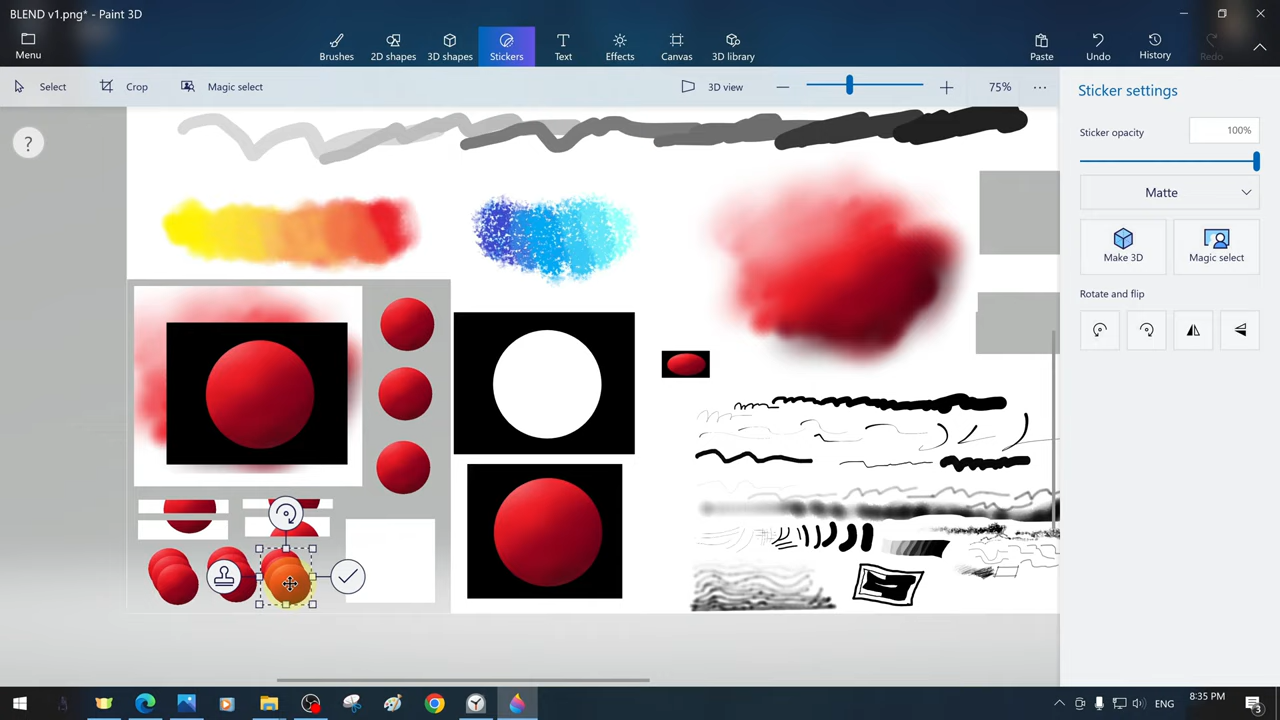 BLEND v1.png* - Paint 3D
Menu
Brushes
2D shapes
3D shapes
Stickers
Text
Effects
Canvas
3D library
Paste
Undo
History
Redo
Select
Crop
Magic select
3D view
75%
?
Sticker settings
Sticker opacity
100%
Matte
Make 3D
Magic select
Rotate and flip
ENG
8:35 PM
3